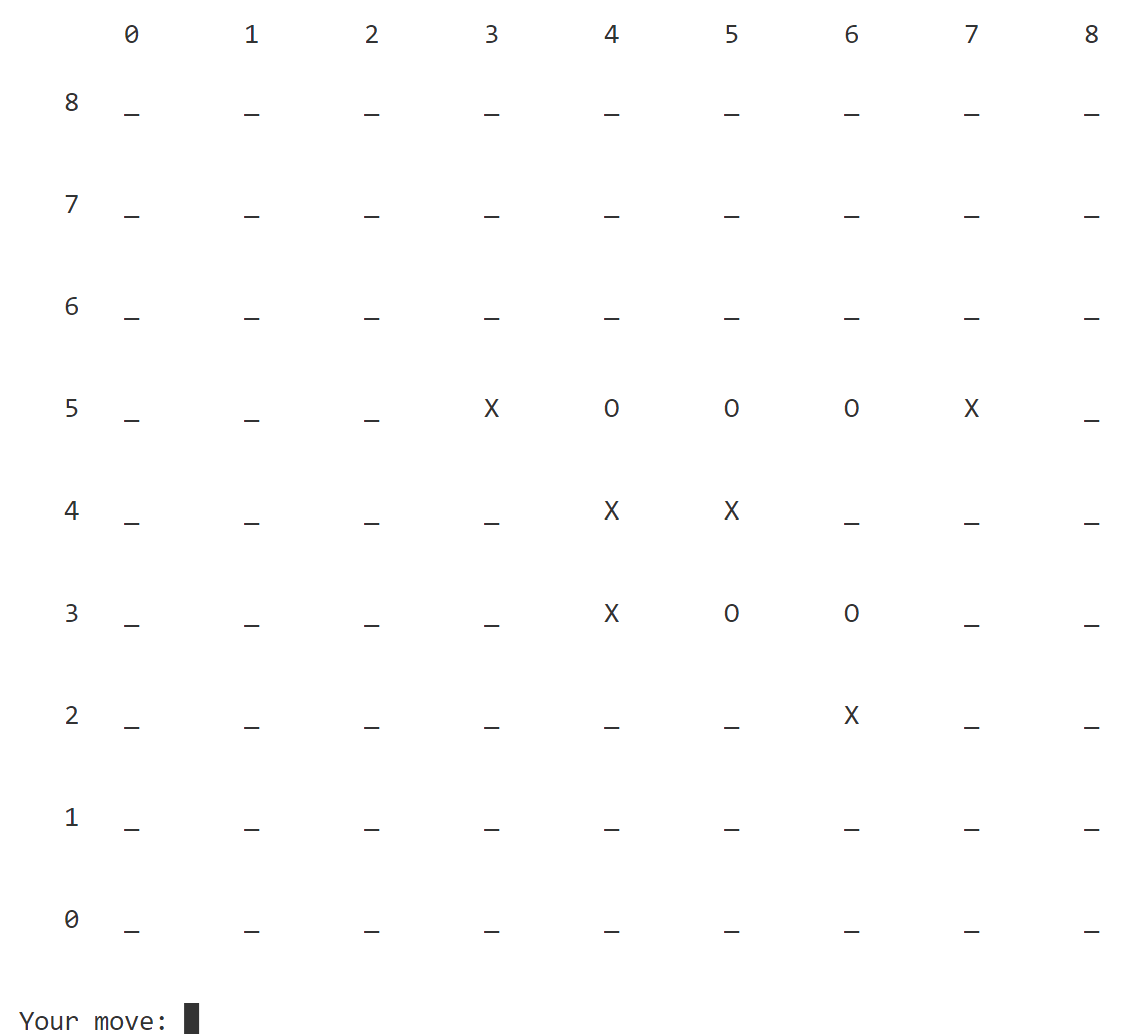 0 1 2 3 4 5 6 7 8
8 _ _ _ _ _ _ _ _ _
7 _ _ _ _ _ _ _ _ _
6 _ _ _ _ _ _ _ _ _
5 _ _ _ X O O O X _
4 _ _ _ _ X X _ _ _
3 _ _ _ _ X O O _ _
2 _ _ _ _ _ _ X _ _
1 _ _ _ _ _ _ _ _ _
0 _ _ _ _ _ _ _ _ _
Your move: